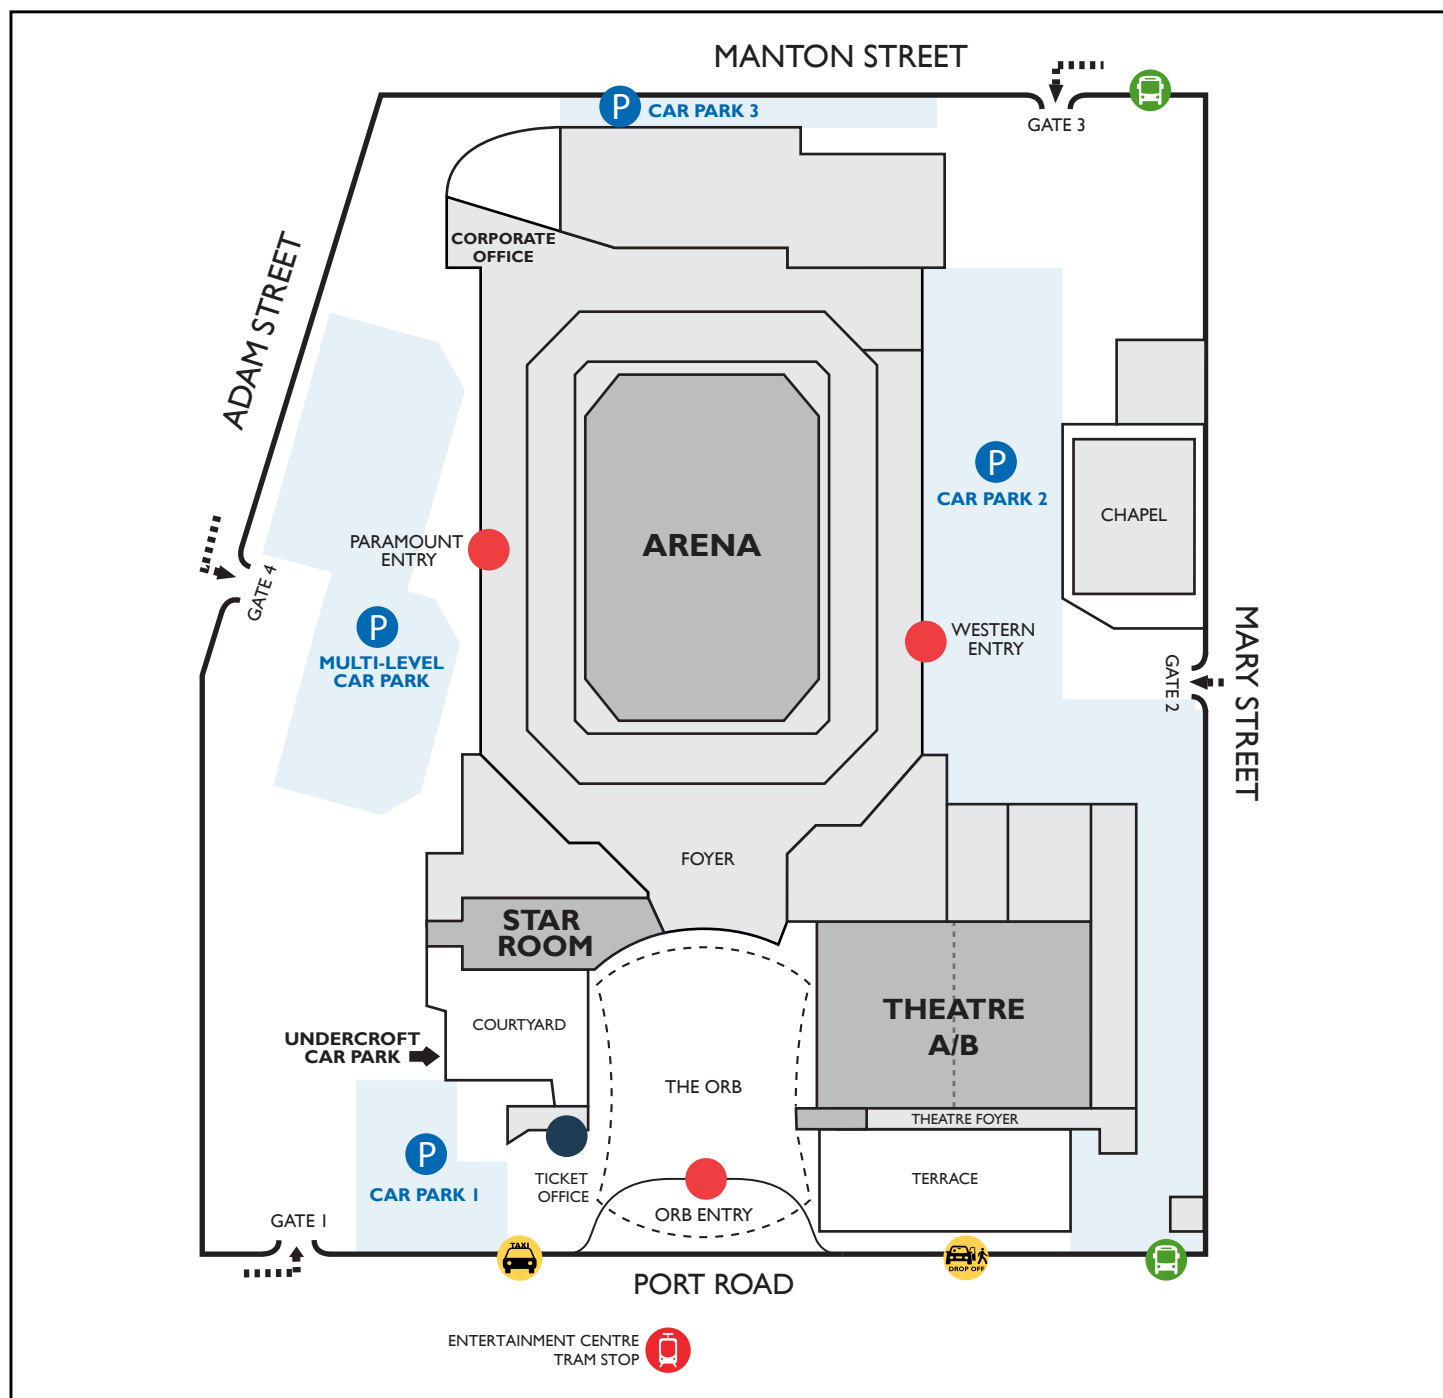 MANTON STREET
P
CAR PARK 3
GATE 3
CORPORATE
OFFICE
ADAM STREET
P
CAR PARK 2
CHAPEL
ARENA
PARAMOUNT
ENTRY
GATE 4
P
MULTI-LEVEL
CAR PARK
WESTERN
ENTRY
GATE 2
MARY STREET
FOYER
STAR
ROOM
THEATRE
A/B
COURTYARD
UNDERCROFT
CAR PARK
THE ORB
THEATRE FOYER
P
CAR PARK 1
TICKET
OFFICE
TERRACE
ORB ENTRY
GATE 1
TAXI
DROP OFF
PORT ROAD
ENTERTAINMENT CENTRE
TRAM STOP